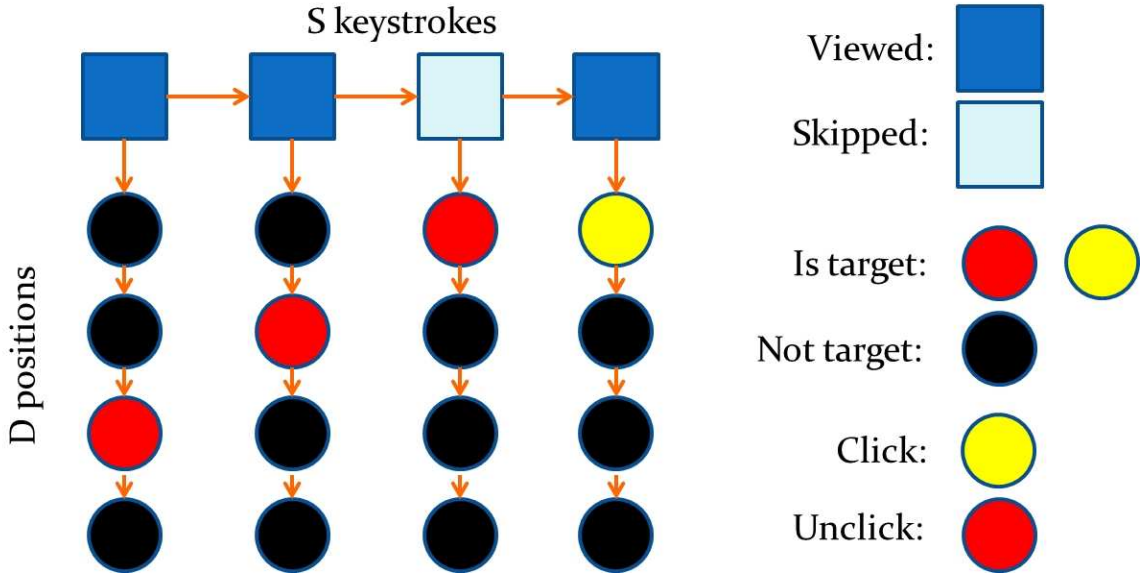 S keystrokes
D positions
Viewed:
Skipped:
Is target:
Not target:
Click:
Unclick: